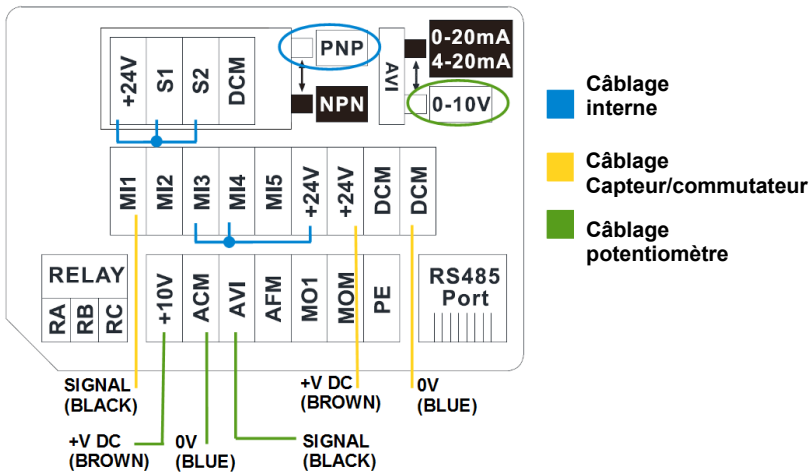 +24V S1 S2 DCM
PNP
NPN
AVI
0-20mA
4-20mA
0-10V
Câblage
interne
Câblage
Capteur/commutateur
Câblage
potentiomètre
MI1 MI2 MI3 MI4 MI5 +24V +24V DCM DCM
RELAY
RA RB RC
+10V ACM AVI AFM MO1 MOM PE
RS485
Port
SIGNAL
(BLACK)
+V DC
(BROWN)
0V
(BLUE)
+V DC
(BROWN)
0V
(BLUE)
SIGNAL
(BLACK)